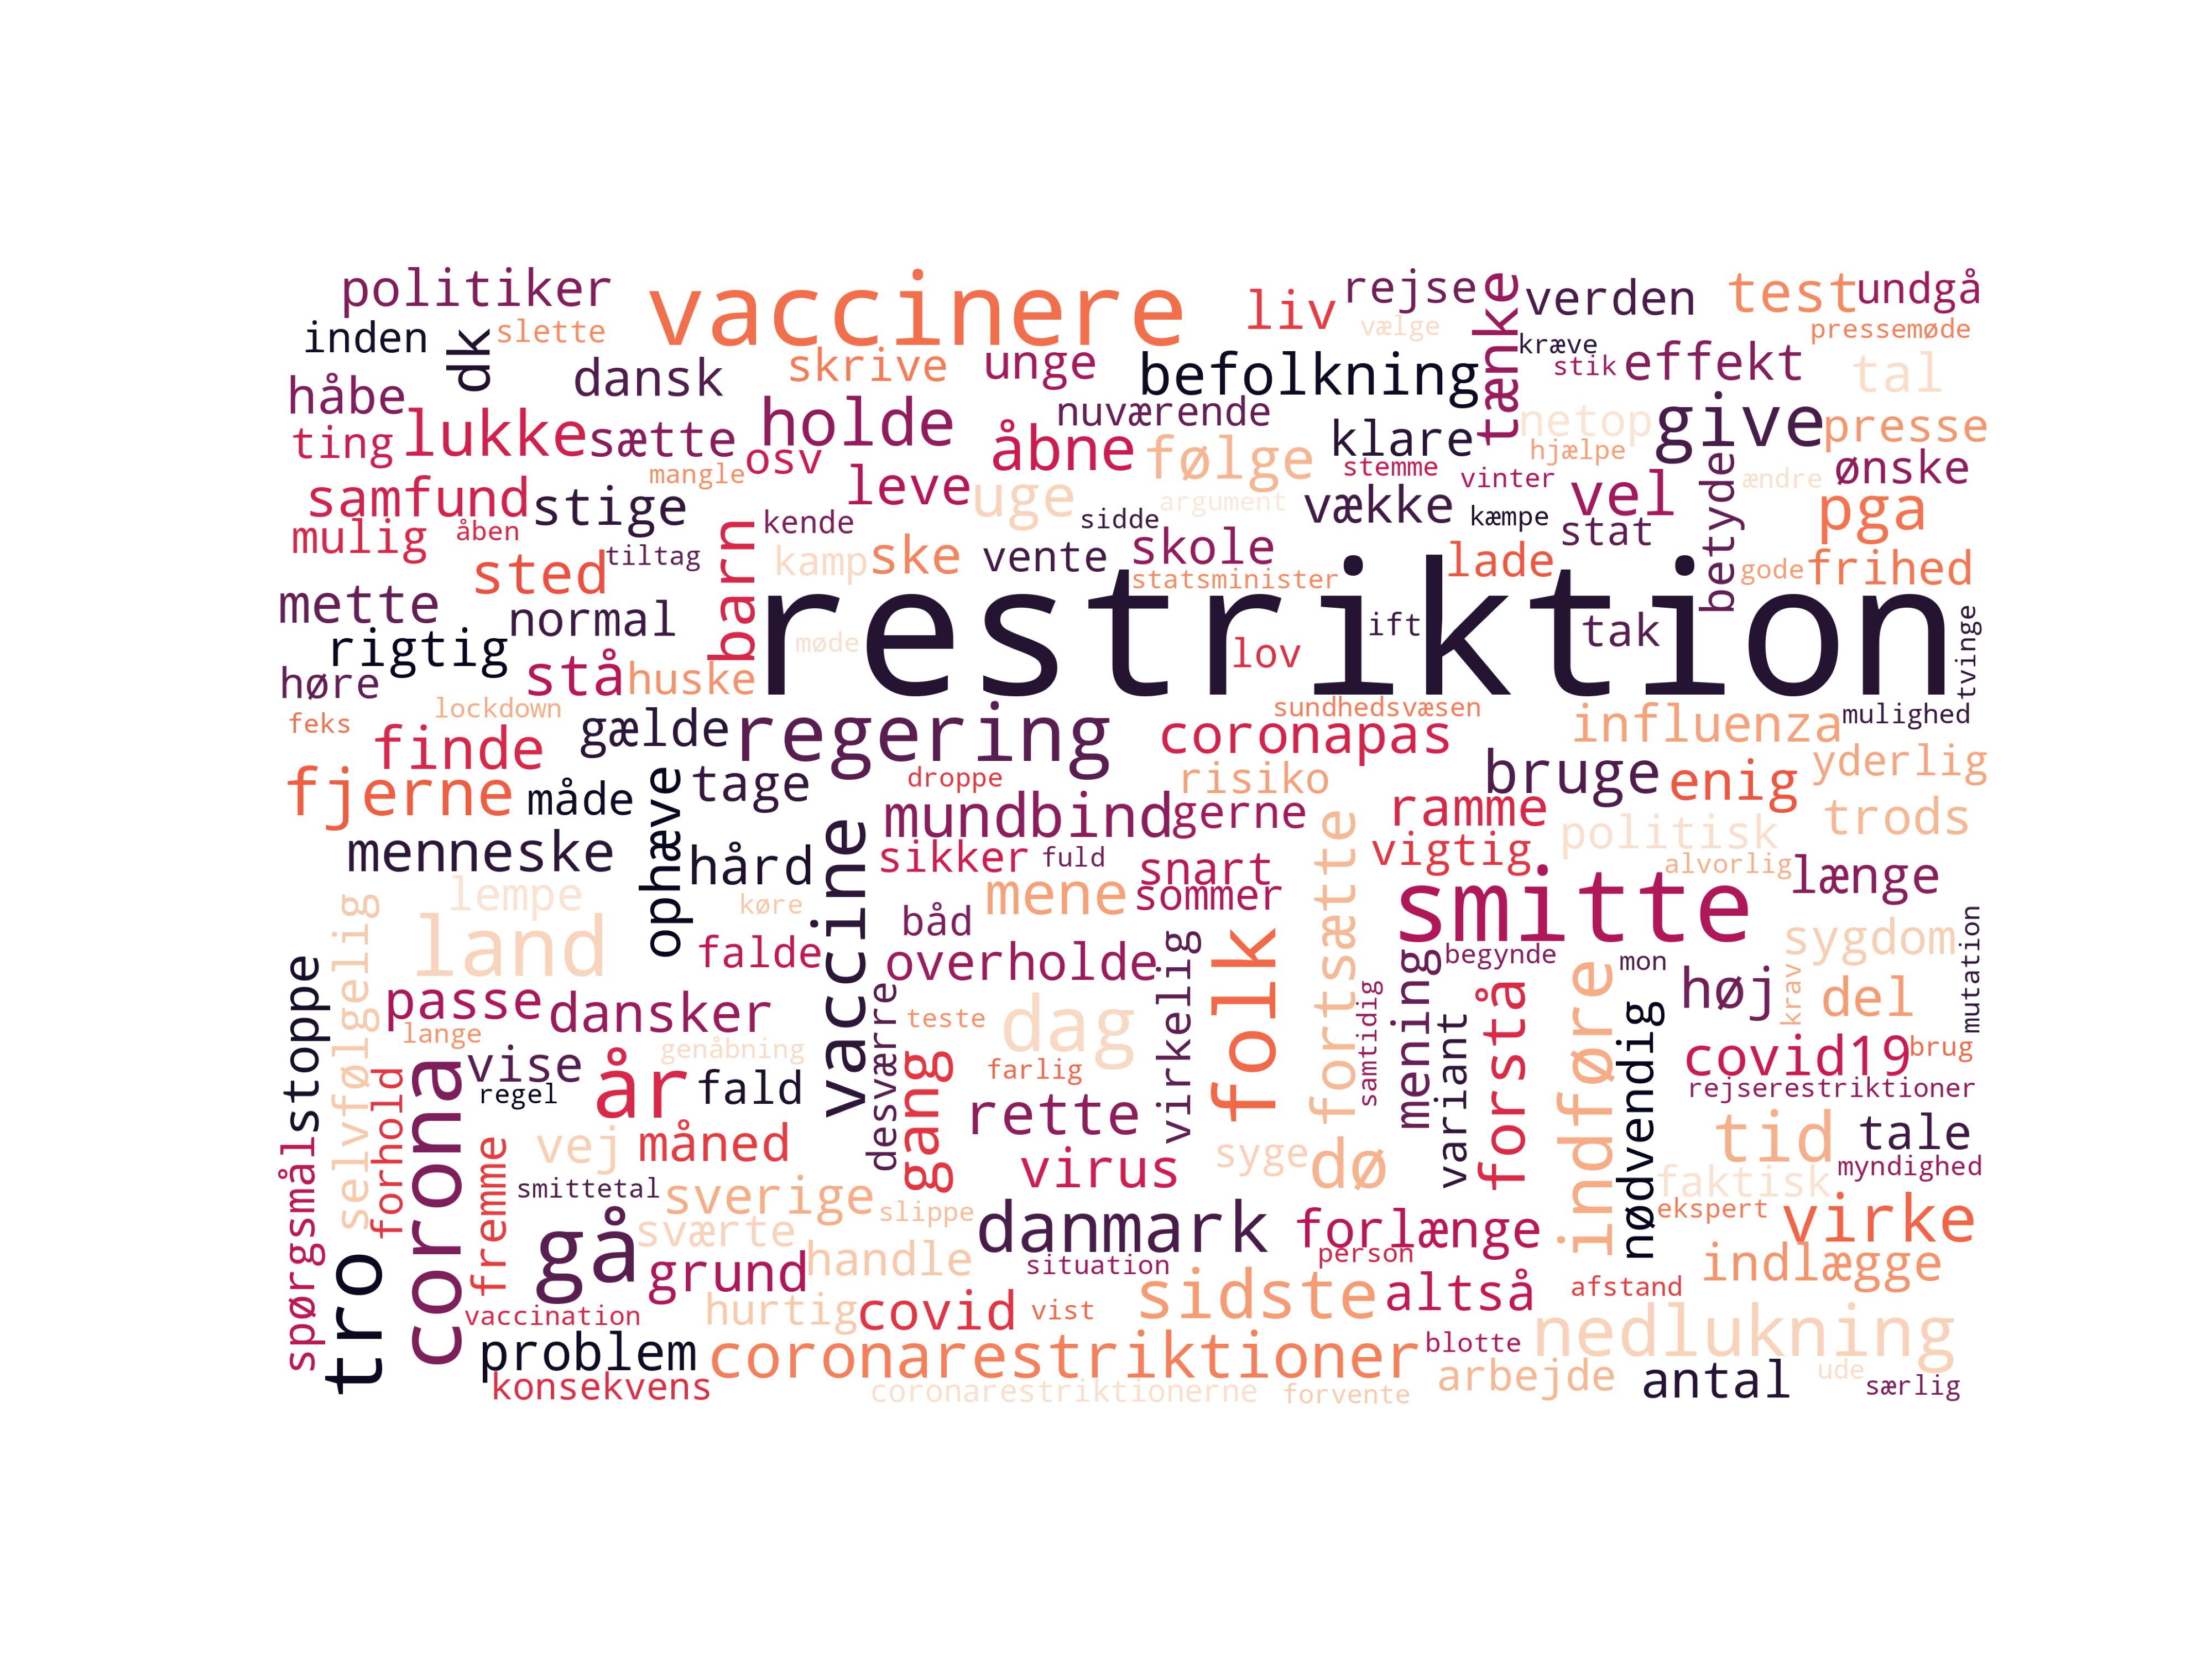 politiker
vaccinere
liv
rejse
tænke
verden
test
undgå
inden
dk
slette
vælge
kræve
pressemøde
håbe
dansk
skrive
unge
befolkning
stik
effekt
tal
ting
lukke
sætte
holde
nuværende
åbne
følge
klare
netop
give
presse
mangle
osv
stemme
hjælpe
betyde
ønske
samfund
stige
leve
uge
argument
vække
vinter
vel
ændre
pga
mulig
åben
barn
kende
sidde
kæmpe
stat
sted
tiltag
kamp
ske
vente
skole
lade
gode
frihed
mette
normal
statsminister
restriktion
ift
tak
tvinge
rigtig
møde
lov
høre
stå
huske
feks
lockdown
gælde
regering
sundhedsvæsen
coronapas
influenza
mulighed
finde
ophæve
tage
droppe
risiko
bruge
enig
yderlig
fjerne
måde
vaccine
mundbind
gerne
fortsætte
ramme
politisk
trods
menneske
hård
sikker
fuld
snart
vigtig
alvorlig
længe
selvfølgelig
lempe
køre
mene
sommer
smitte
land
falde
båd
overholde
virkelig
folk
begynde
mon
sygdom
mutation
stoppe
passe
dansker
desværre
teste
dag
samtidig
mening
forstå
indføre
høj
krav
del
lange
corona
vise
genåbning
gang
farlig
variant
nødvendig
covid19
brug
forhold
regel
år
fald
rette
rejserestriktioner
spørgsmål
fremme
vej
måned
virus
syge
dø
tid
tale
smittetal
sverige
faktisk
myndighed
tro
gå
sværte
slippe
danmark
forlænge
ekspert
virke
grund
handle
situation
person
afstand
indlægge
vaccination
hurtig
covid
vist
sidste
altså
problem
coronarestriktioner
blotte
nedlukning
konsekvens
coronarestriktionerne
forvente
arbejde
antal
ude
særlig